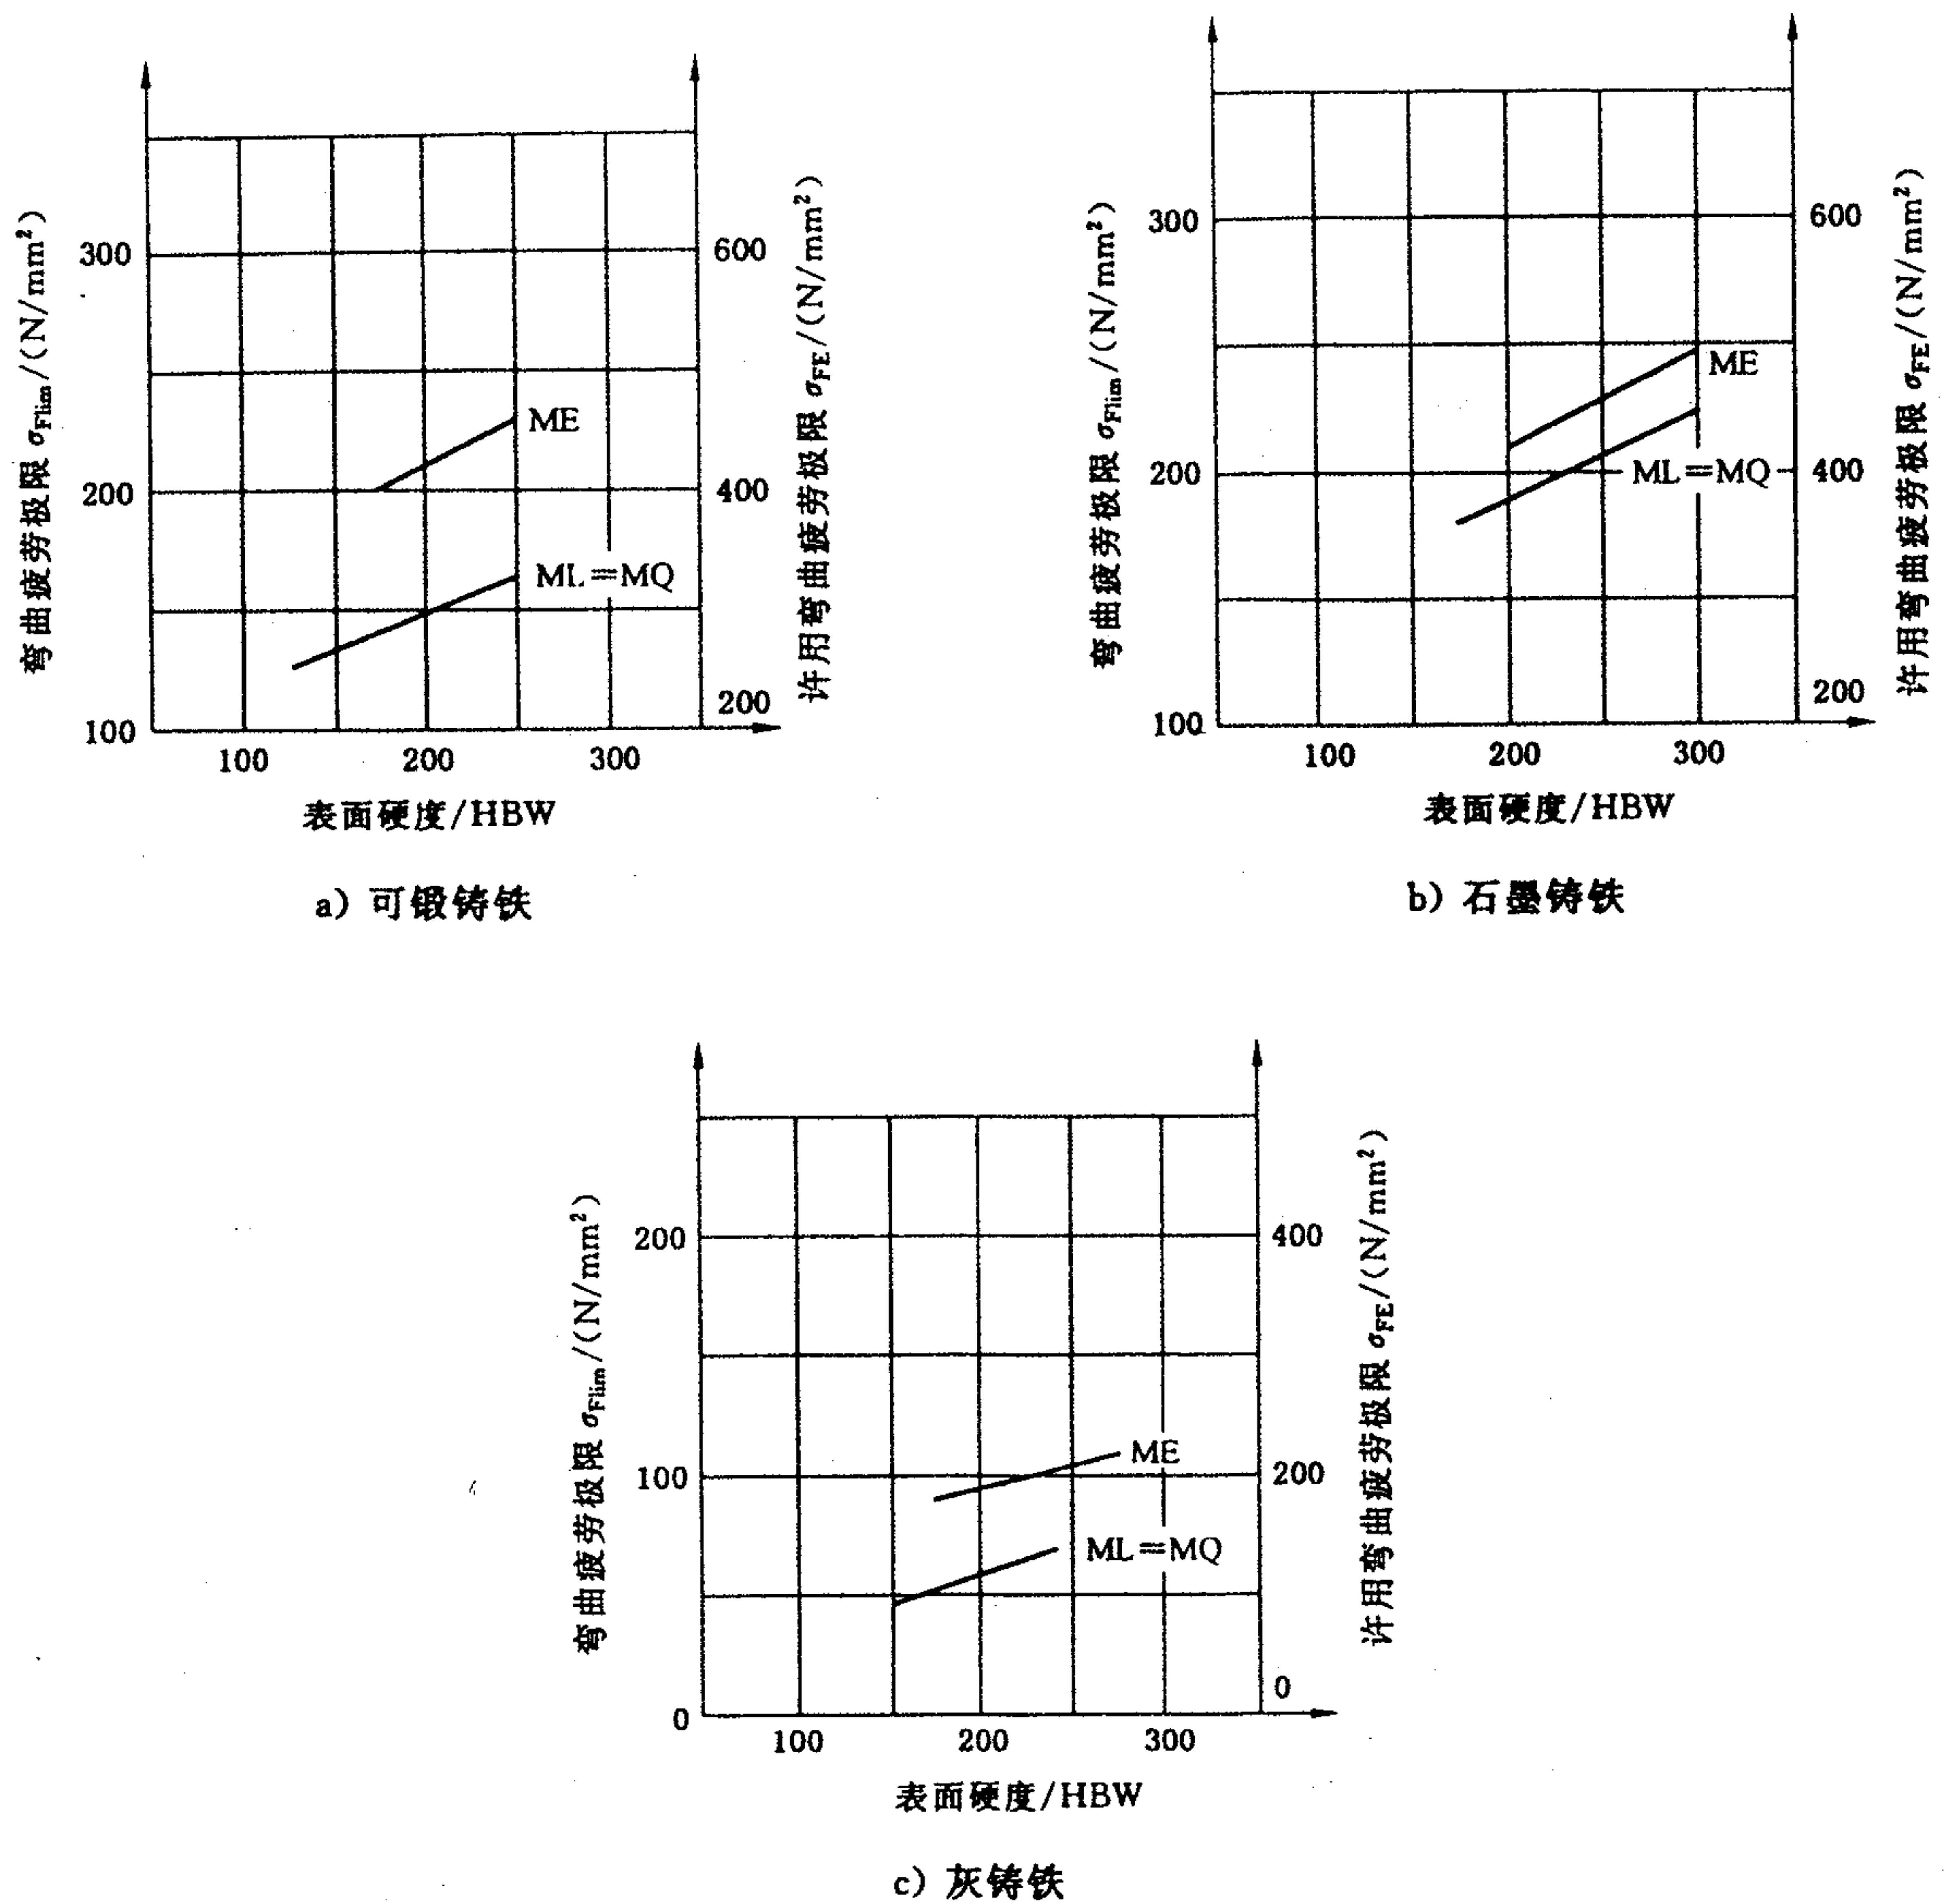 弯曲疲劳极限 σFlim/(N/mm²)
300
200
100
ME
ML=MQ
600
400
200
许用弯曲疲劳极限 σFE/(N/mm²)
100 200 300
表面硬度/HBW
a) 可锻铸铁
弯曲疲劳极限 σFlim/(N/mm²)
300
200
100
ME
ML=MQ
600
400
200
许用弯曲疲劳极限 σFE/(N/mm²)
100 200 300
表面硬度/HBW
b) 石墨铸铁
弯曲疲劳极限 σFlim/(N/mm²)
200
100
0
ME
ML=MQ
400
200
0
许用弯曲疲劳极限 σFE/(N/mm²)
100 200 300
表面硬度/HBW
c) 灰铸铁